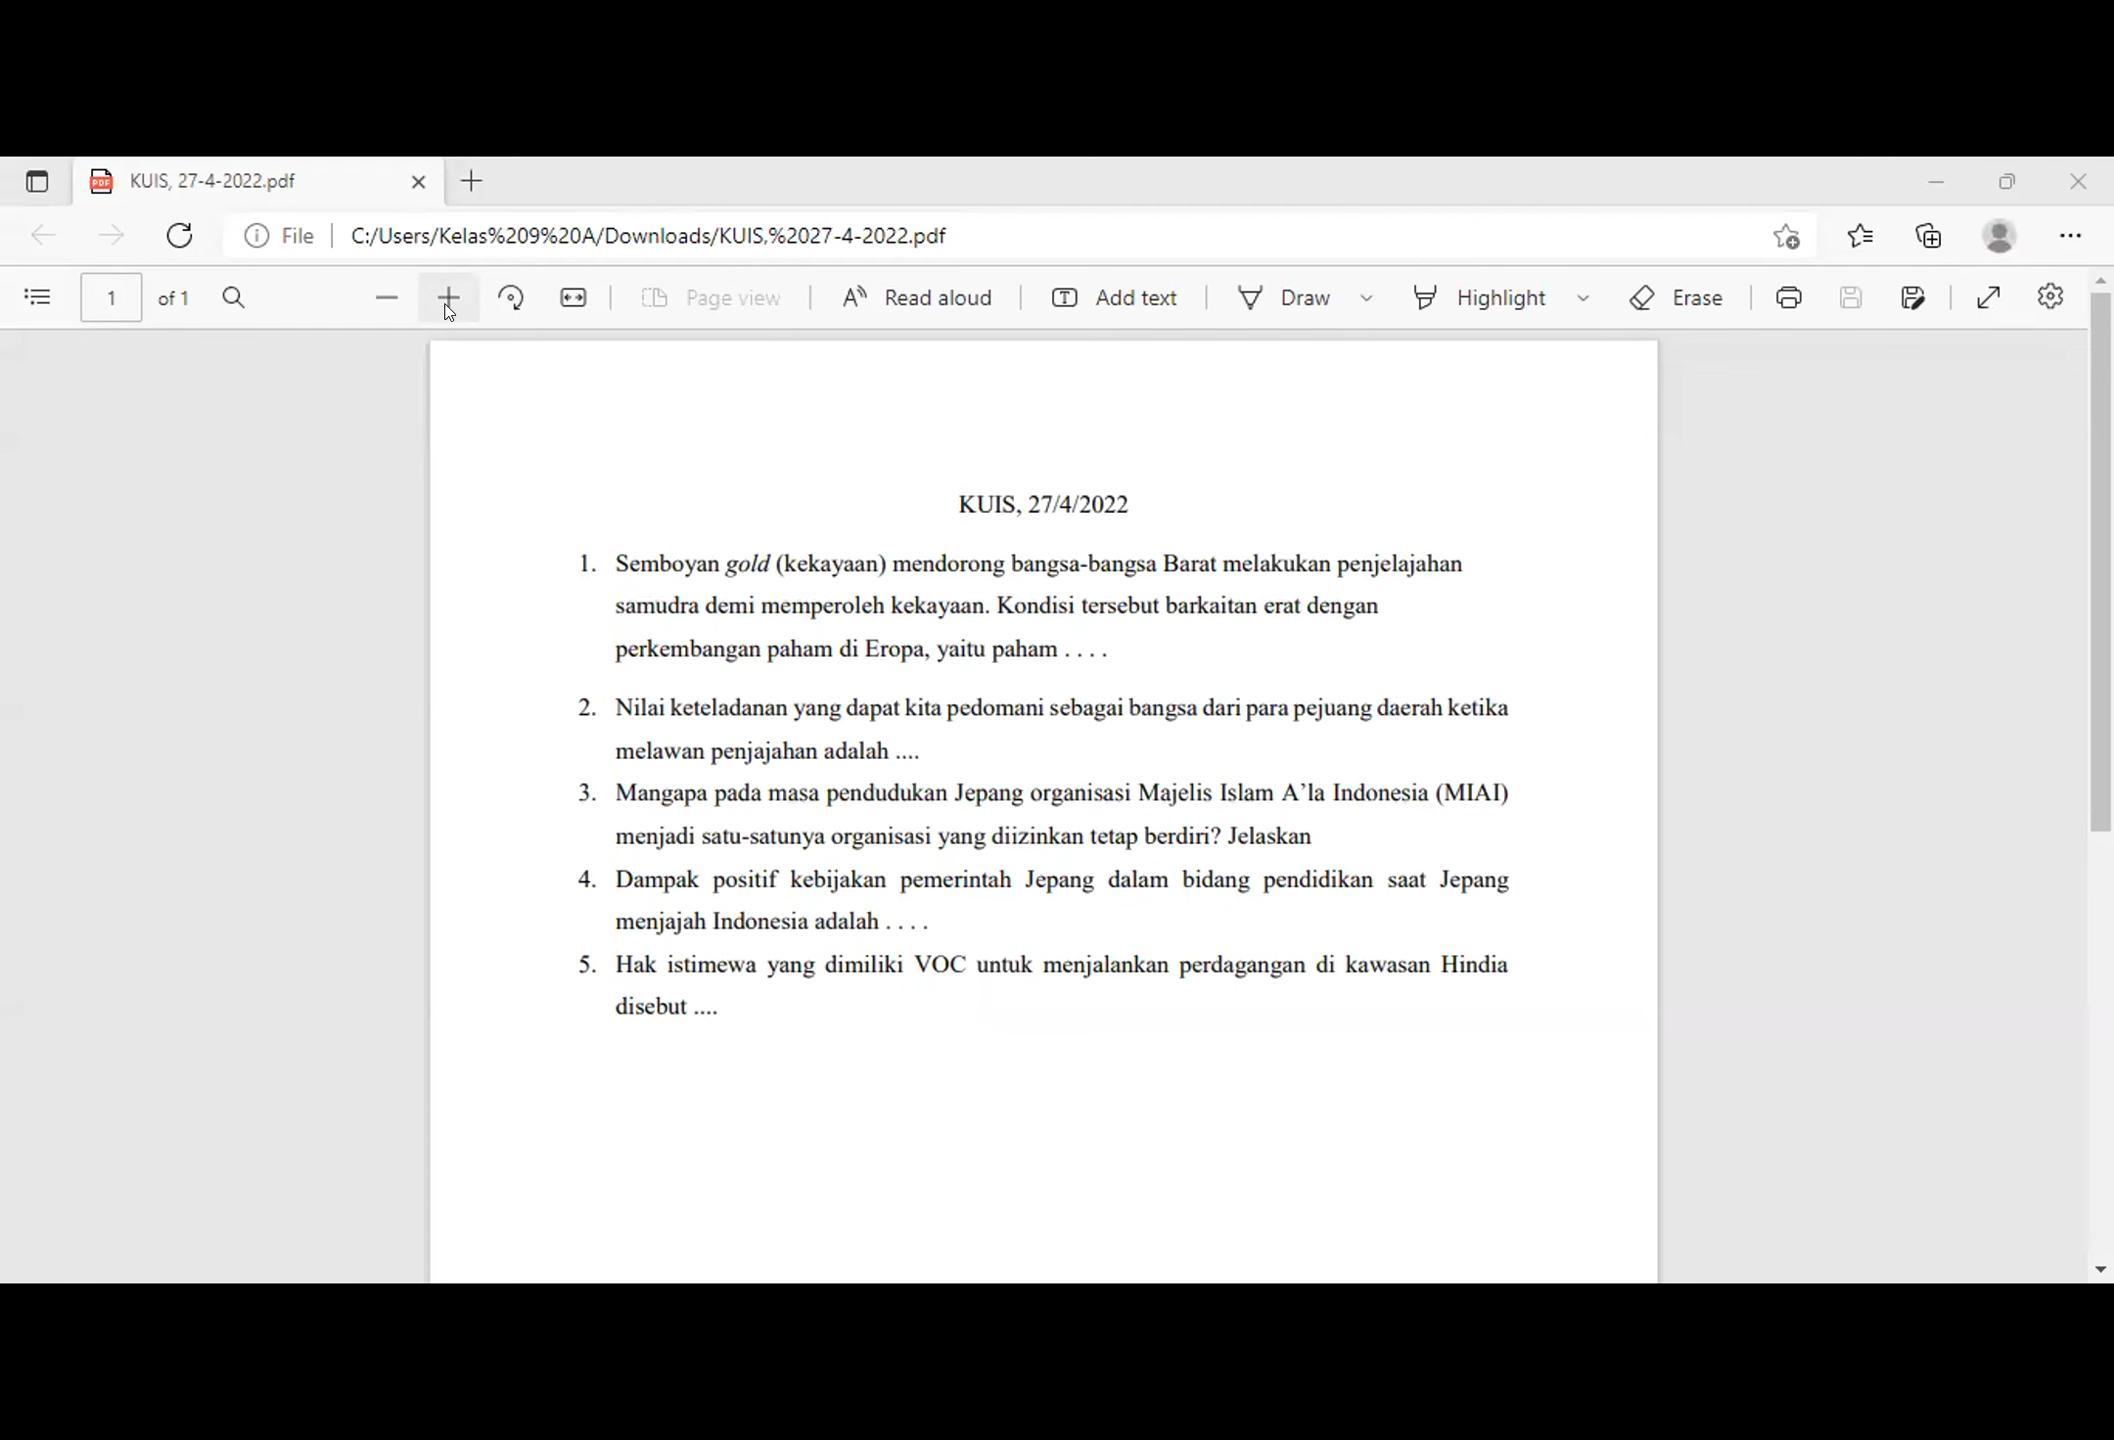 KUIS, 27-4-2022.pdf
File
C:/Users/Kelas%209%20A/Downloads/KUIS,%2027-4-2022.pdf
1 of 1 Page view Read aloud Add text Draw Highlight Erase
KUIS, 27/4/2022
1. Semboyan gold (kekayaan) mendorong bangsa-bangsa Barat melakukan penjelajahan
samudra demi memperoleh kekayaan. Kondisi tersebut barkaitan erat dengan
perkembangan paham di Eropa, yaitu paham . . . .
2. Nilai keteladanan yang dapat kita pedomani sebagai bangsa dari para pejuang daerah ketika
melawan penjajahan adalah ....
3. Mangapa pada masa pendudukan Jepang organisasi Majelis Islam A’la Indonesia (MIAI)
menjadi satu-satunya organisasi yang diizinkan tetap berdiri? Jelaskan
4. Dampak positif kebijakan pemerintah Jepang dalam bidang pendidikan saat Jepang
menjajah Indonesia adalah . . . .
5. Hak istimewa yang dimiliki VOC untuk menjalankan perdagangan di kawasan Hindia
disebut ....